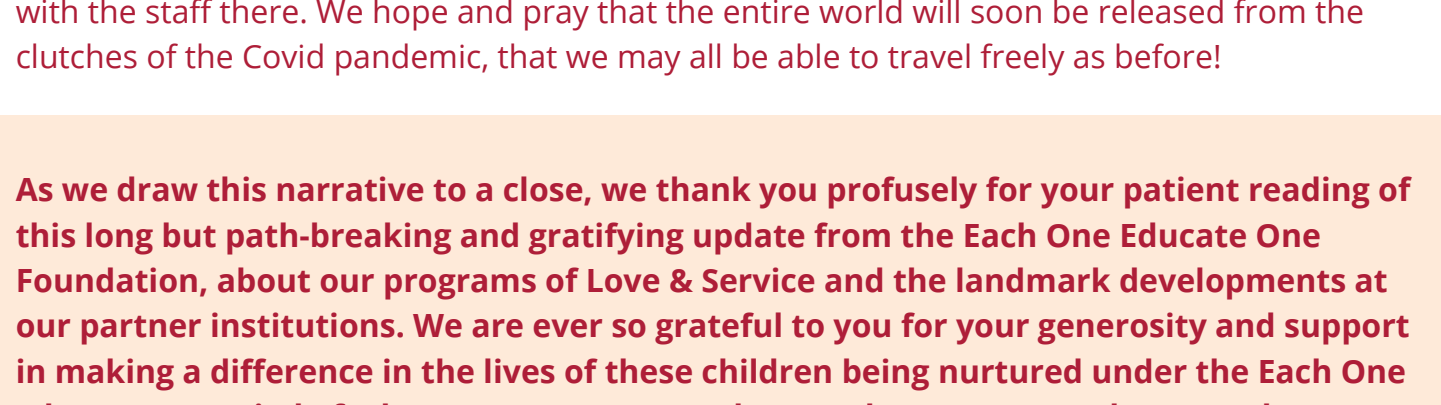 with the staff there. We hope and pray that the entire world will soon be released from the
clutches of the Covid pandemic, that we may all be able to travel freely as before!
As we draw this narrative to a close, we thank you profusely for your patient reading of
this long but path-breaking and gratifying update from the Each One Educate One
Foundation, about our programs of Love & Service and the landmark developments at
our partner institutions. We are ever so grateful to you for your generosity and support
in making a difference in the lives of these children being nurtured under the Each One